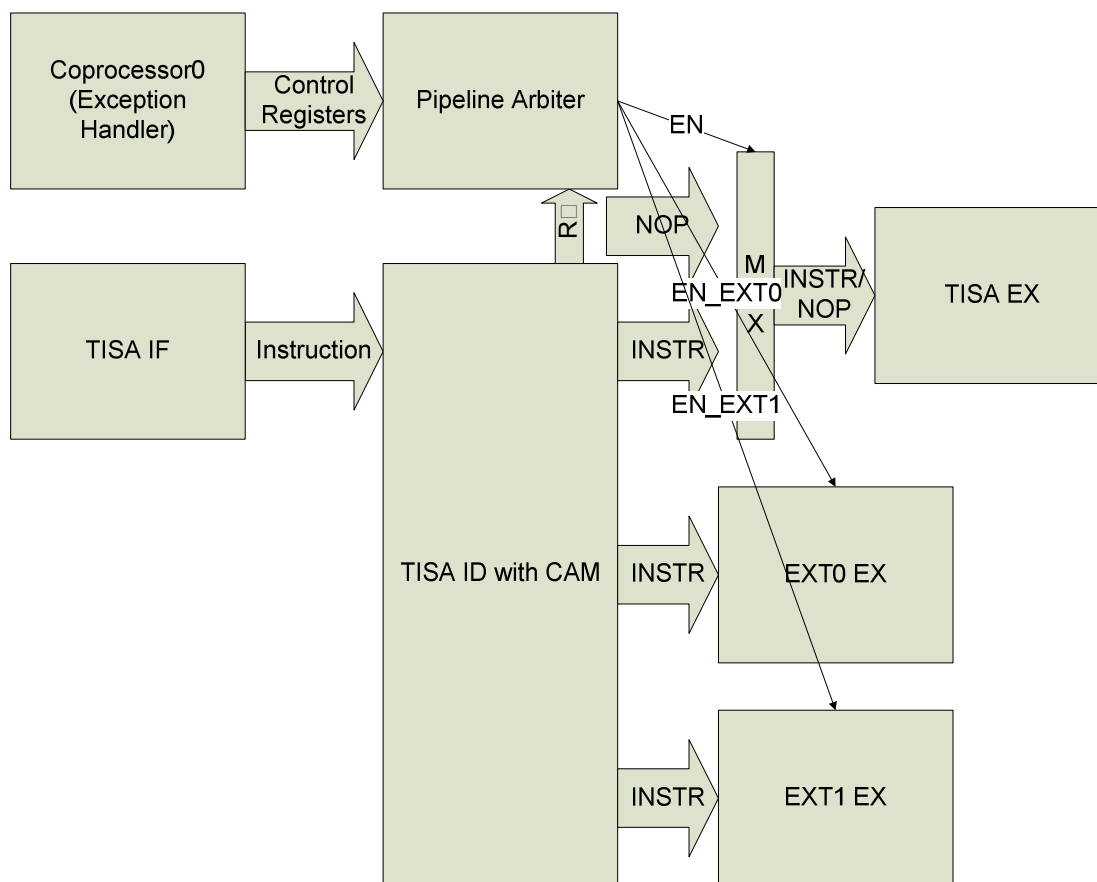 Coprocessor0
(Exception
Handler)
Control
Registers
Pipeline Arbiter
EN
NOP
M
X
EN_EXT0
INSTR/
NOP
TISA EX
TISA IF
Instruction
INSTR
EN_EXT1
TISA ID with CAM
INSTR
EXT0 EX
INSTR
EXT1 EX